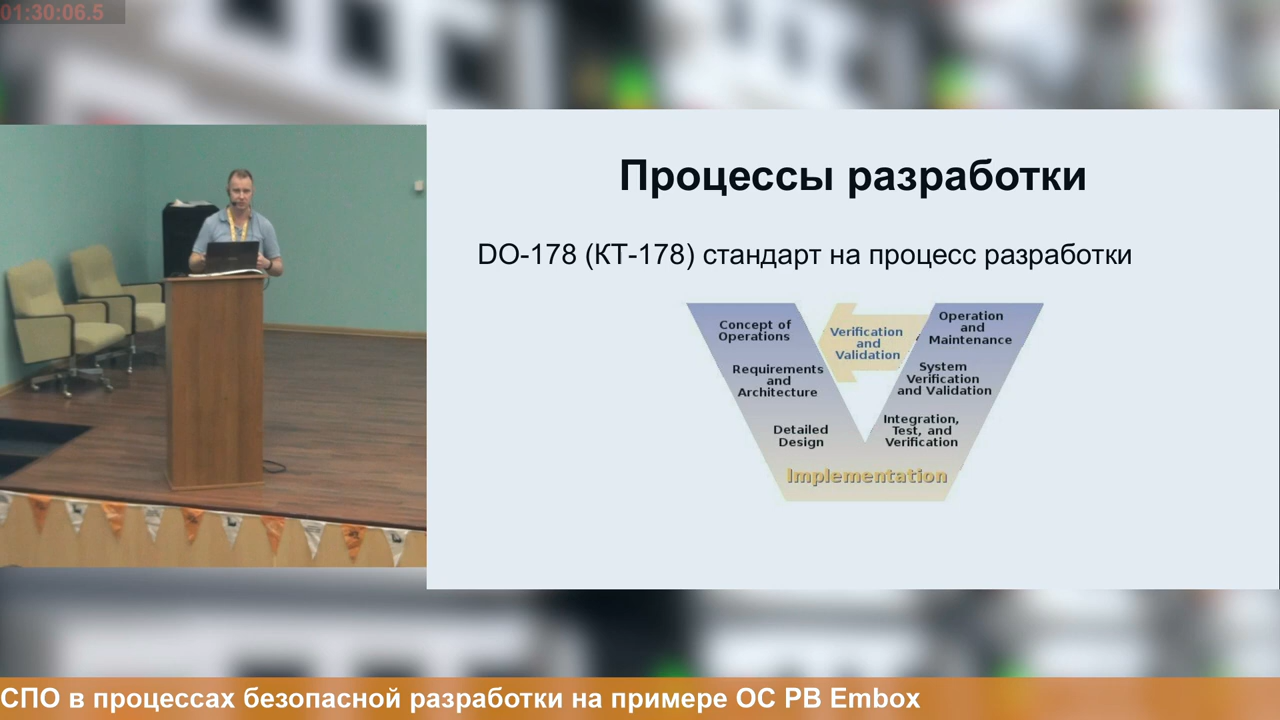 01:30:06.5
Процессы разработки
DO-178 (КТ-178) стандарт на процесс разработки
Concept of
Operations
Verification
and
Validation
Operation
and
Maintenance
Requirements
and
Architecture
System
Verification
and Validation
Detailed
Design
Integration,
Test, and
Verification
Implementation
СПО в процессах безопасной разработки на примере ОС РВ Embox